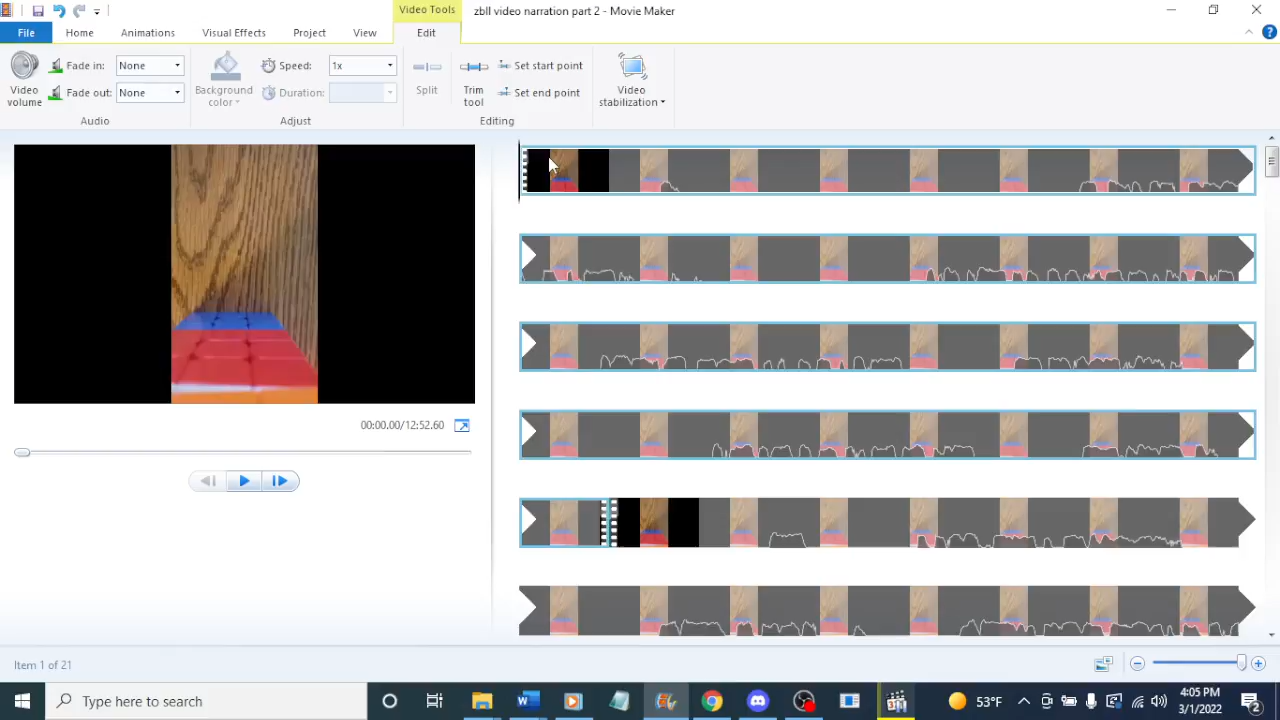 Video Tools
zbll video narration part 2 - Movie Maker
File
Home
Animations
Visual Effects
Project
View
Edit
Video volume
Fade in: None
Fade out: None
Audio
Background color
Speed: 1x
Duration:
Adjust
Split
Trim tool
Set start point
Set end point
Editing
Video stabilization
00:00.00/12:52.60
Item 1 of 21
Type here to search
53°F
4:05 PM
3/1/2022
2